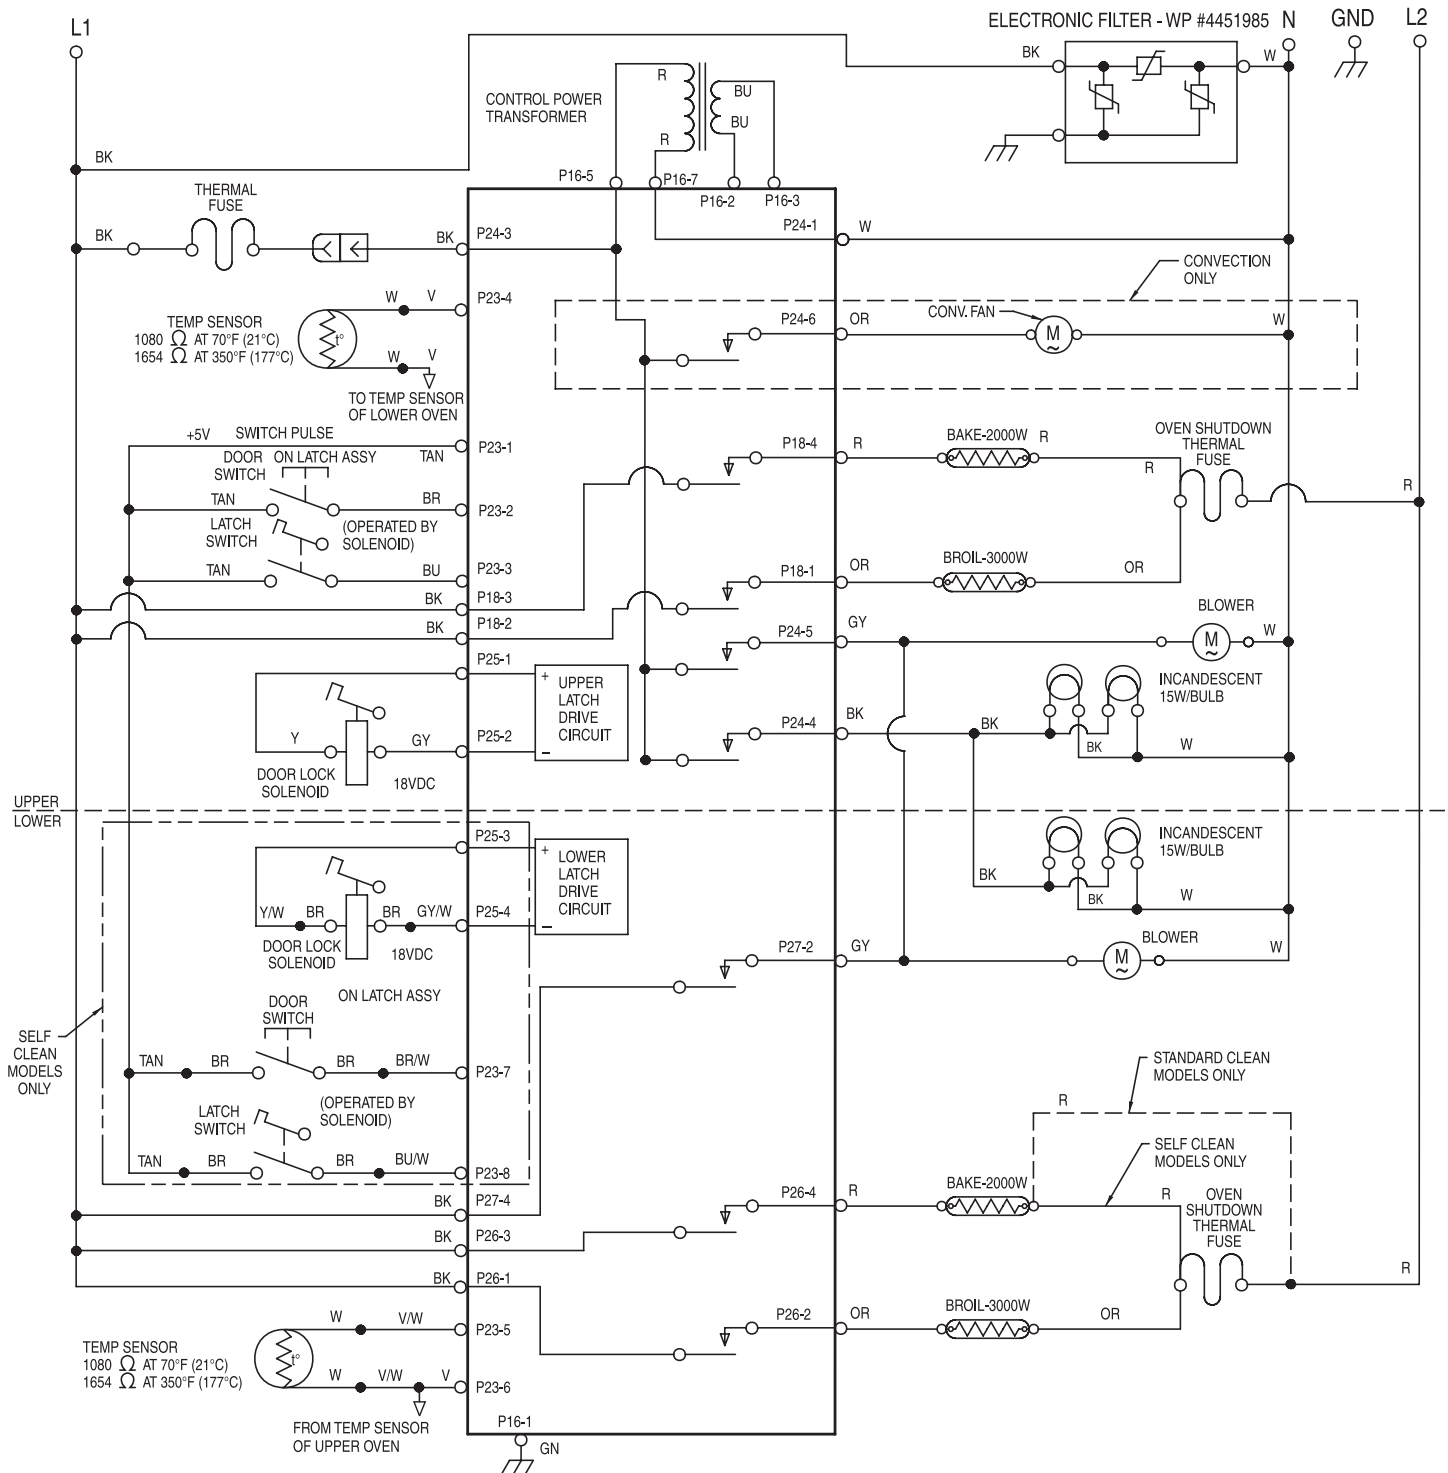 L1
ELECTRONIC FILTER - WP #4451985
N
GND
L2
BK
W
R
BU
CONTROL POWER
TRANSFORMER
BU
R
BK
P16-5
P16-7
P16-2
P16-3
THERMAL
FUSE
BK
BK
P24-3
P24-1
W
CONVECTION
ONLY
W
V
P23-4
P24-6
OR
CONV. FAN
M
~
W
TEMP SENSOR
1080 Ω AT 70°F (21°C)
1654 Ω AT 350°F (177°C)
t°
W
V
TO TEMP SENSOR
OF LOWER OVEN
+5V
SWITCH PULSE
TAN
P23-1
P18-4
R
BAKE-2000W
R
OVEN SHUTDOWN
THERMAL
FUSE
R
R
DOOR
SWITCH
ON LATCH ASSY
TAN
BR
P23-2
LATCH
SWITCH
(OPERATED BY
SOLENOID)
TAN
BU
P23-3
P18-1
OR
BROIL-3000W
OR
BK
P18-3
BK
P18-2
P24-5
GY
BLOWER
M
~
W
P25-1
+
UPPER
LATCH
DRIVE
CIRCUIT
–
INCANDESCENT
15W/BULB
P24-4
BK
BK
BK
W
Y
GY
P25-2
DOOR LOCK
SOLENOID
18VDC
UPPER
LOWER
P25-3
+
LOWER
LATCH
DRIVE
CIRCUIT
–
INCANDESCENT
15W/BULB
BK
BK
W
Y/W
BR
BR
GY/W
P25-4
DOOR LOCK
SOLENOID
18VDC
P27-2
GY
BLOWER
M
~
W
ON LATCH ASSY
DOOR
SWITCH
SELF
CLEAN
MODELS
ONLY
TAN
BR
BR
BR/W
P23-7
STANDARD CLEAN
MODELS ONLY
R
LATCH
SWITCH
(OPERATED BY
SOLENOID)
SELF CLEAN
MODELS ONLY
TAN
BR
BR
BU/W
P23-8
BK
P27-4
P26-4
R
BAKE-2000W
R
OVEN
SHUTDOWN
THERMAL
FUSE
BK
P26-3
R
BK
P26-1
P26-2
OR
BROIL-3000W
OR
W
V/W
P23-5
TEMP SENSOR
1080 Ω AT 70°F (21°C)
1654 Ω AT 350°F (177°C)
t°
W
V/W
V
P23-6
FROM TEMP SENSOR
OF UPPER OVEN
P16-1
GN